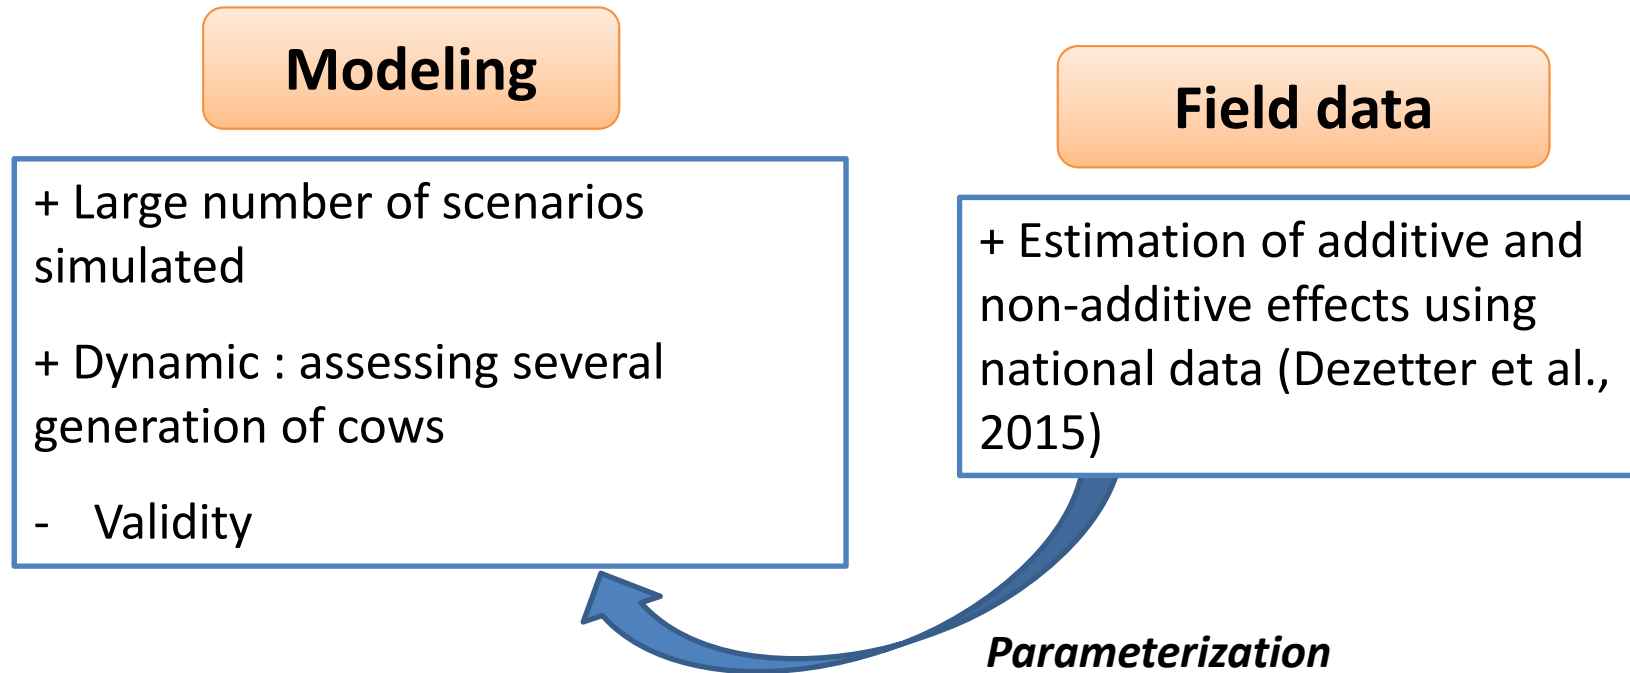 Modeling
+ Large number of scenarios
simulated
+ Dynamic : assessing several
generation of cows
- Validity
Field data
+ Estimation of additive and
non-additive effects using
national data (Dezetter et al.,
2015)
Parameterization